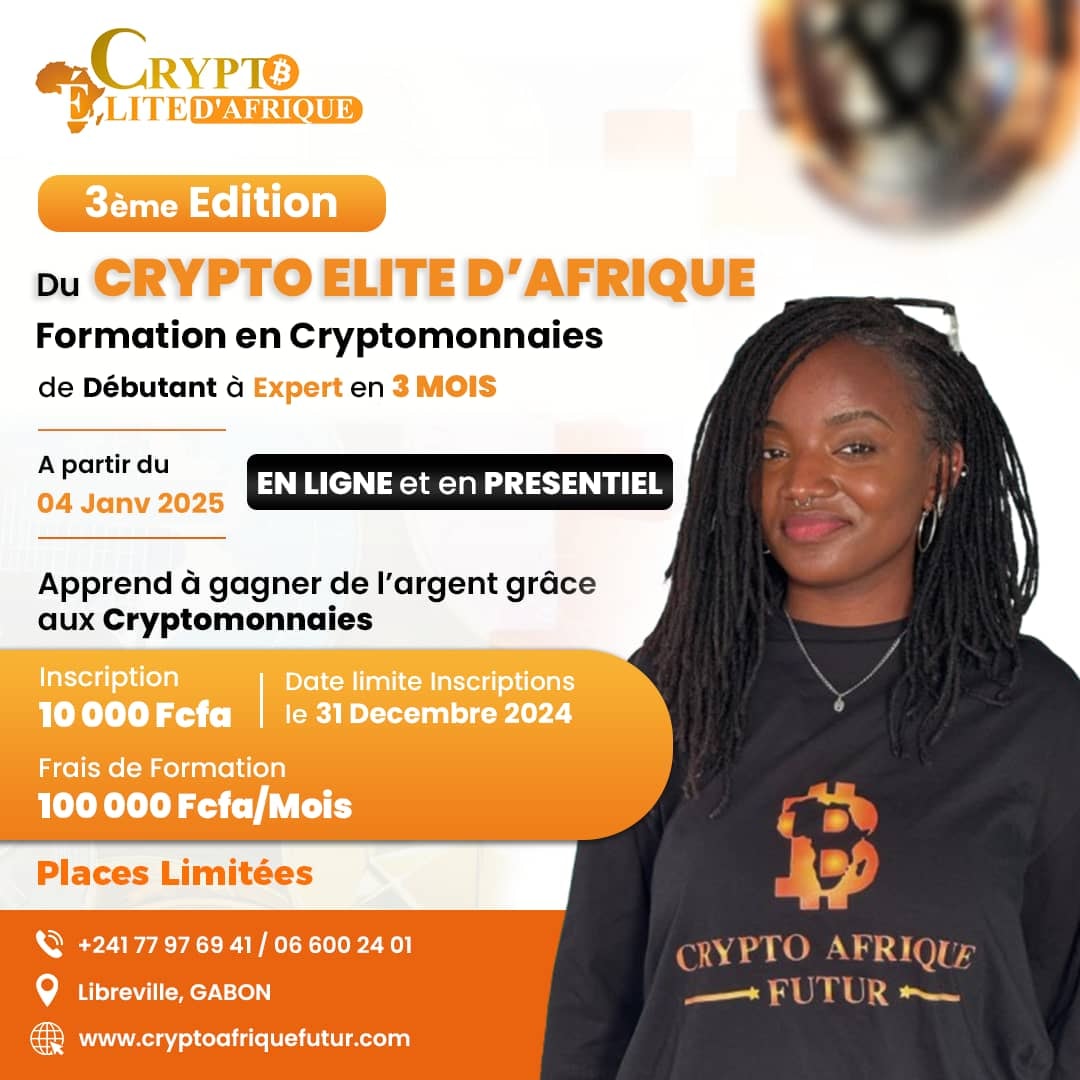 CRYPTO
ÉLITE D'AFRIQUE
3ème Edition
Du CRYPTO ELITE D’AFRIQUE
Formation en Cryptomonnaies
de Débutant à Expert en 3 MOIS
A partir du
04 Janv 2025
EN LIGNE et en PRESENTIEL
Apprend à gagner de l’argent grâce
aux Cryptomonnaies
Inscription
10 000 Fcfa
Date limite Inscriptions
le 31 Decembre 2024
Frais de Formation
100 000 Fcfa/Mois
Places Limitées
+241 77 97 69 41 / 06 600 24 01
Libreville, GABON
www.cryptoafriquefutur.com
CRYPTO AFRIQUE
FUTUR